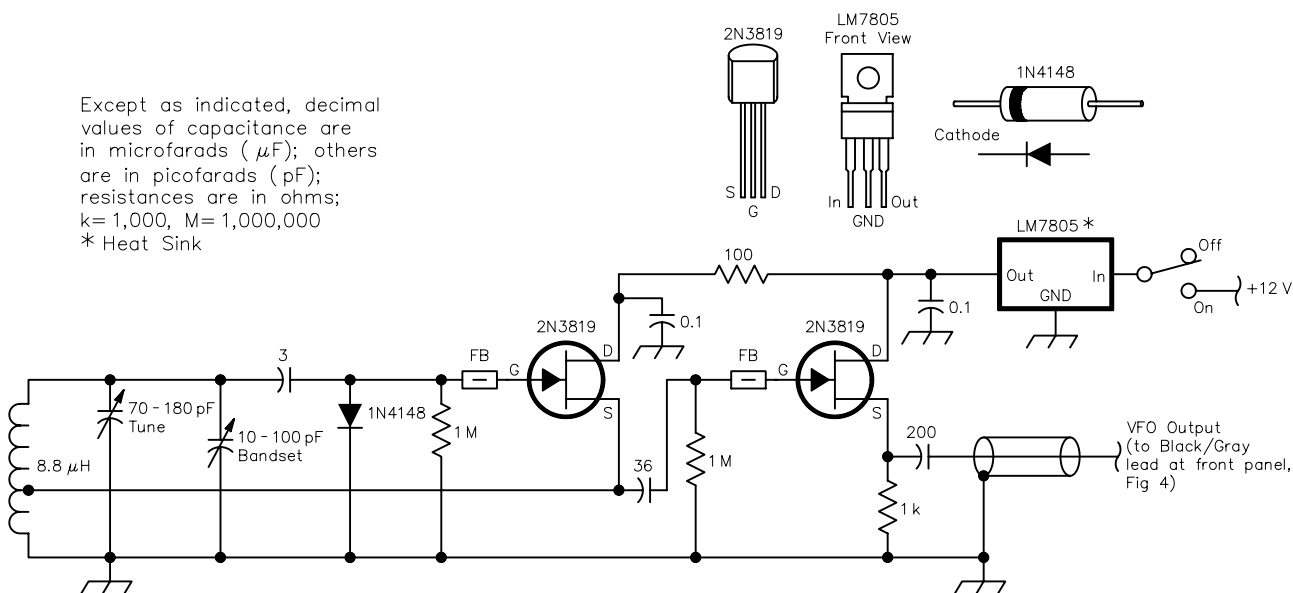 2N3819
LM7805
Front View
1N4148
Cathode
S
D
G
In
Out
GND
Except as indicated, decimal
values of capacitance are
in microfarads ( μF); others
are in picofarads (pF);
resistances are in ohms;
k= 1,000, M= 1,000,000
* Heat Sink
LM7805 *
Out
In
GND
Off
On
+12 V
100
0.1
0.1
2N3819
D
G
S
2N3819
D
G
S
FB
FB
3
70-180 pF
Tune
10-100 pF
Bandset
1N4148
1 M
8.8 μH
36
1 M
200
1 k
VFO Output
(to Black/Gray
lead at front panel,
Fig 4)